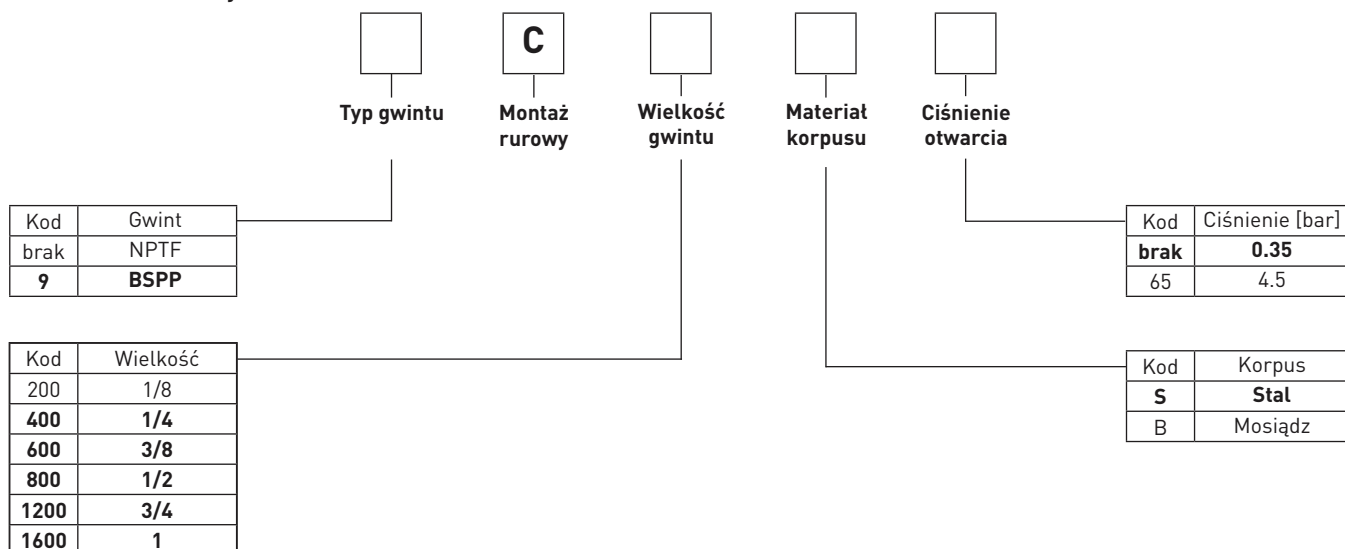 C
Typ gwintu
Montaż
rurowy
Wielkość
gwintu
Materiał
korpusu
Ciśnienie
otwarcia
Kod Gwint
brak NPTF
9 BSPP
Kod Ciśnienie [bar]
brak 0.35
65 4.5
Kod Wielkość
200 1/8
400 1/4
600 3/8
800 1/2
1200 3/4
1600 1
Kod Korpus
S Stal
B Mosiądz